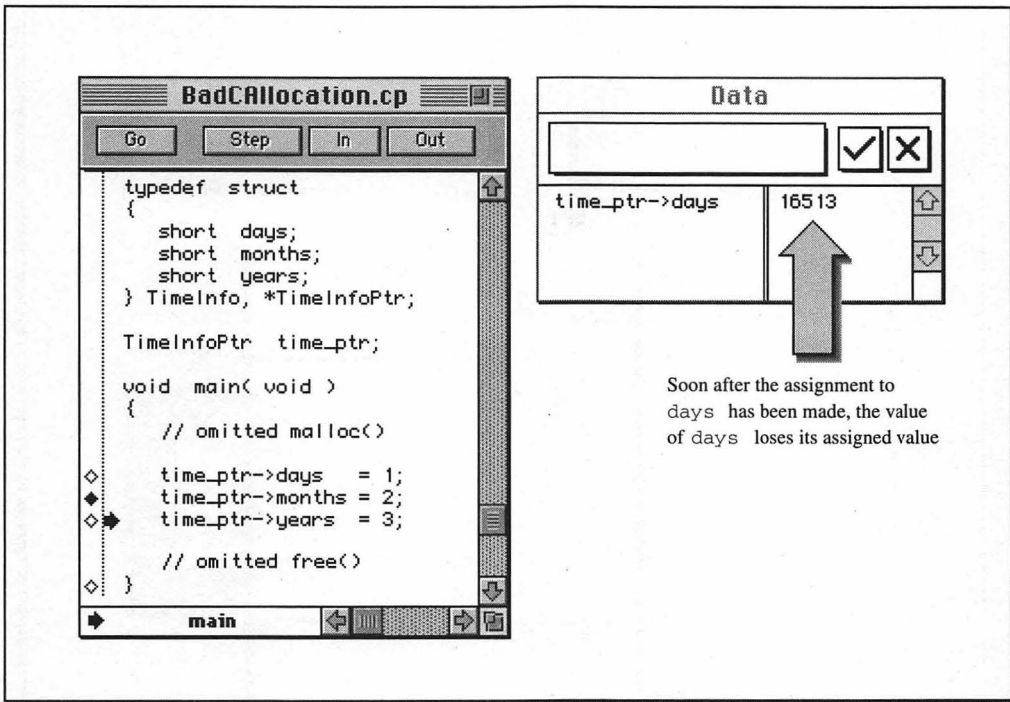 BadCAllocation.cp
Go Step In Out
typedef struct
{
short days;
short months;
short years;
} TimeInfo, *TimeInfoPtr;
TimeInfoPtr time_ptr;
void main( void )
{
// omitted malloc()
time_ptr->days = 1;
time_ptr->months = 2;
time_ptr->years = 3;
// omitted free()
}
main
Data
time_ptr->days 16513
Soon after the assignment to
days has been made, the value
of days loses its assigned value